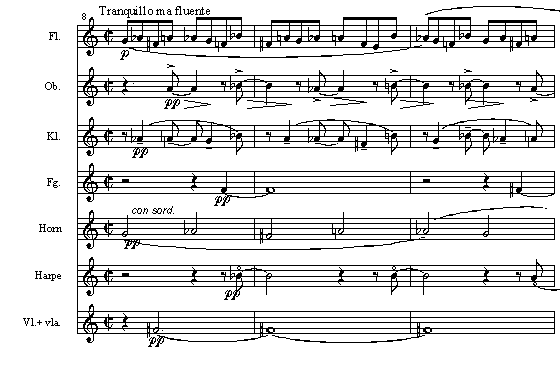 Tranquillo ma fluente
8
Fl.
p
Ob.
pp
Kl.
pp
Fg.
pp
con sord.
Horn
pp
Harpe
pp
Vl.+ vla.
pp